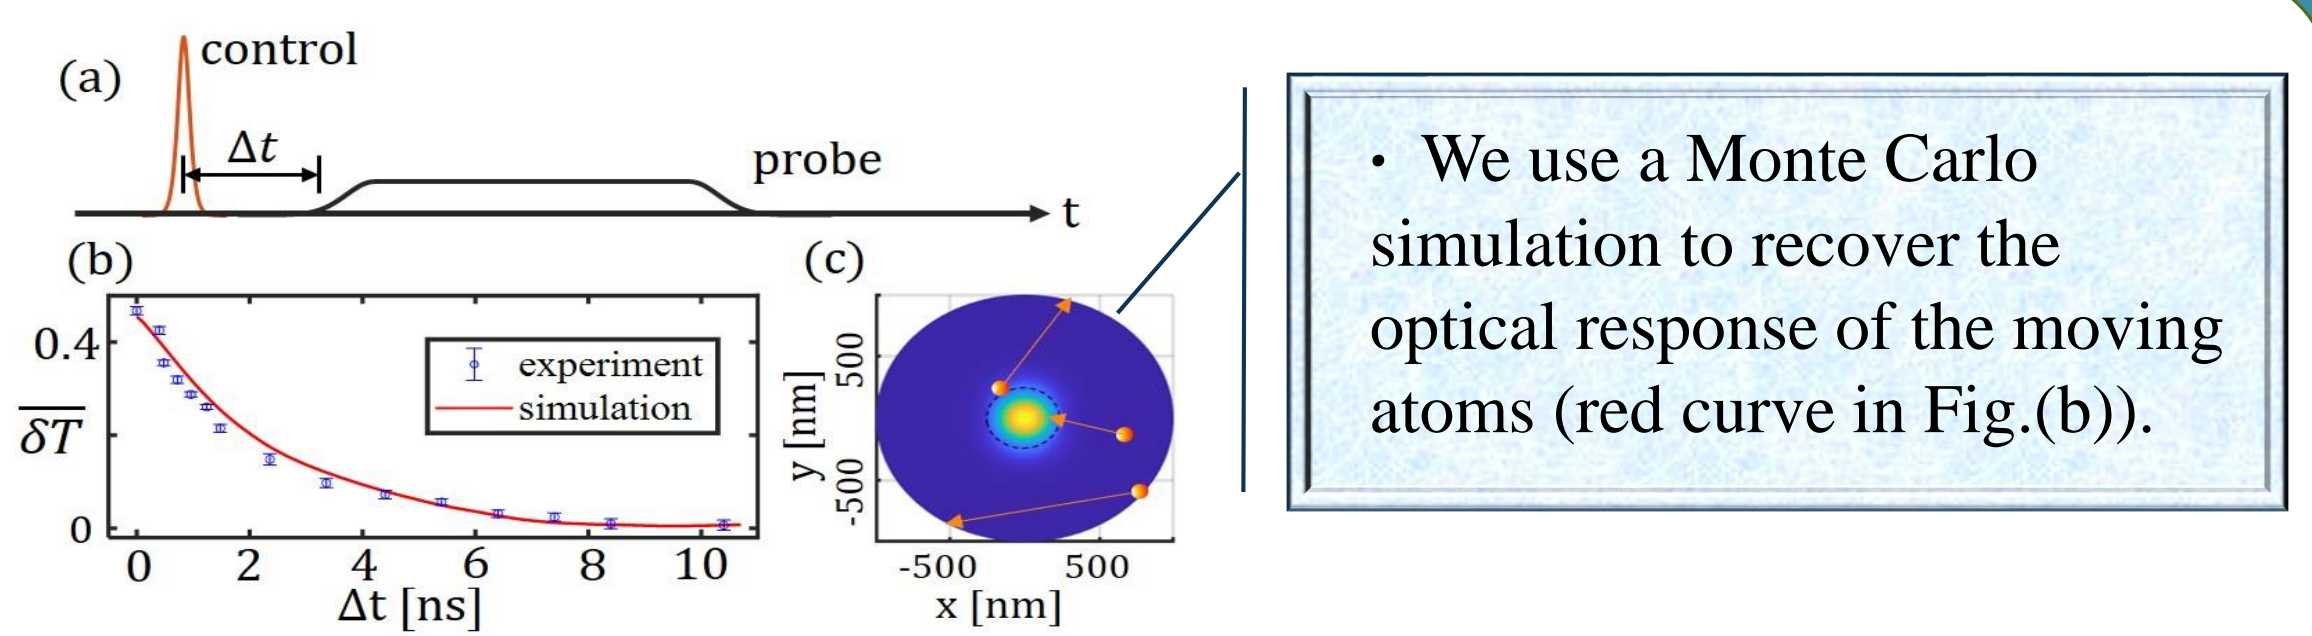 (a)
control
Δt
probe
t
(b)
0.4
0
δT
experiment
simulation
0 2 4 6 8 10
Δt [ns]
(c)
500
-500
y [nm]
-500 500
x [nm]
• We use a Monte Carlo
simulation to recover the
optical response of the moving
atoms (red curve in Fig.(b)).